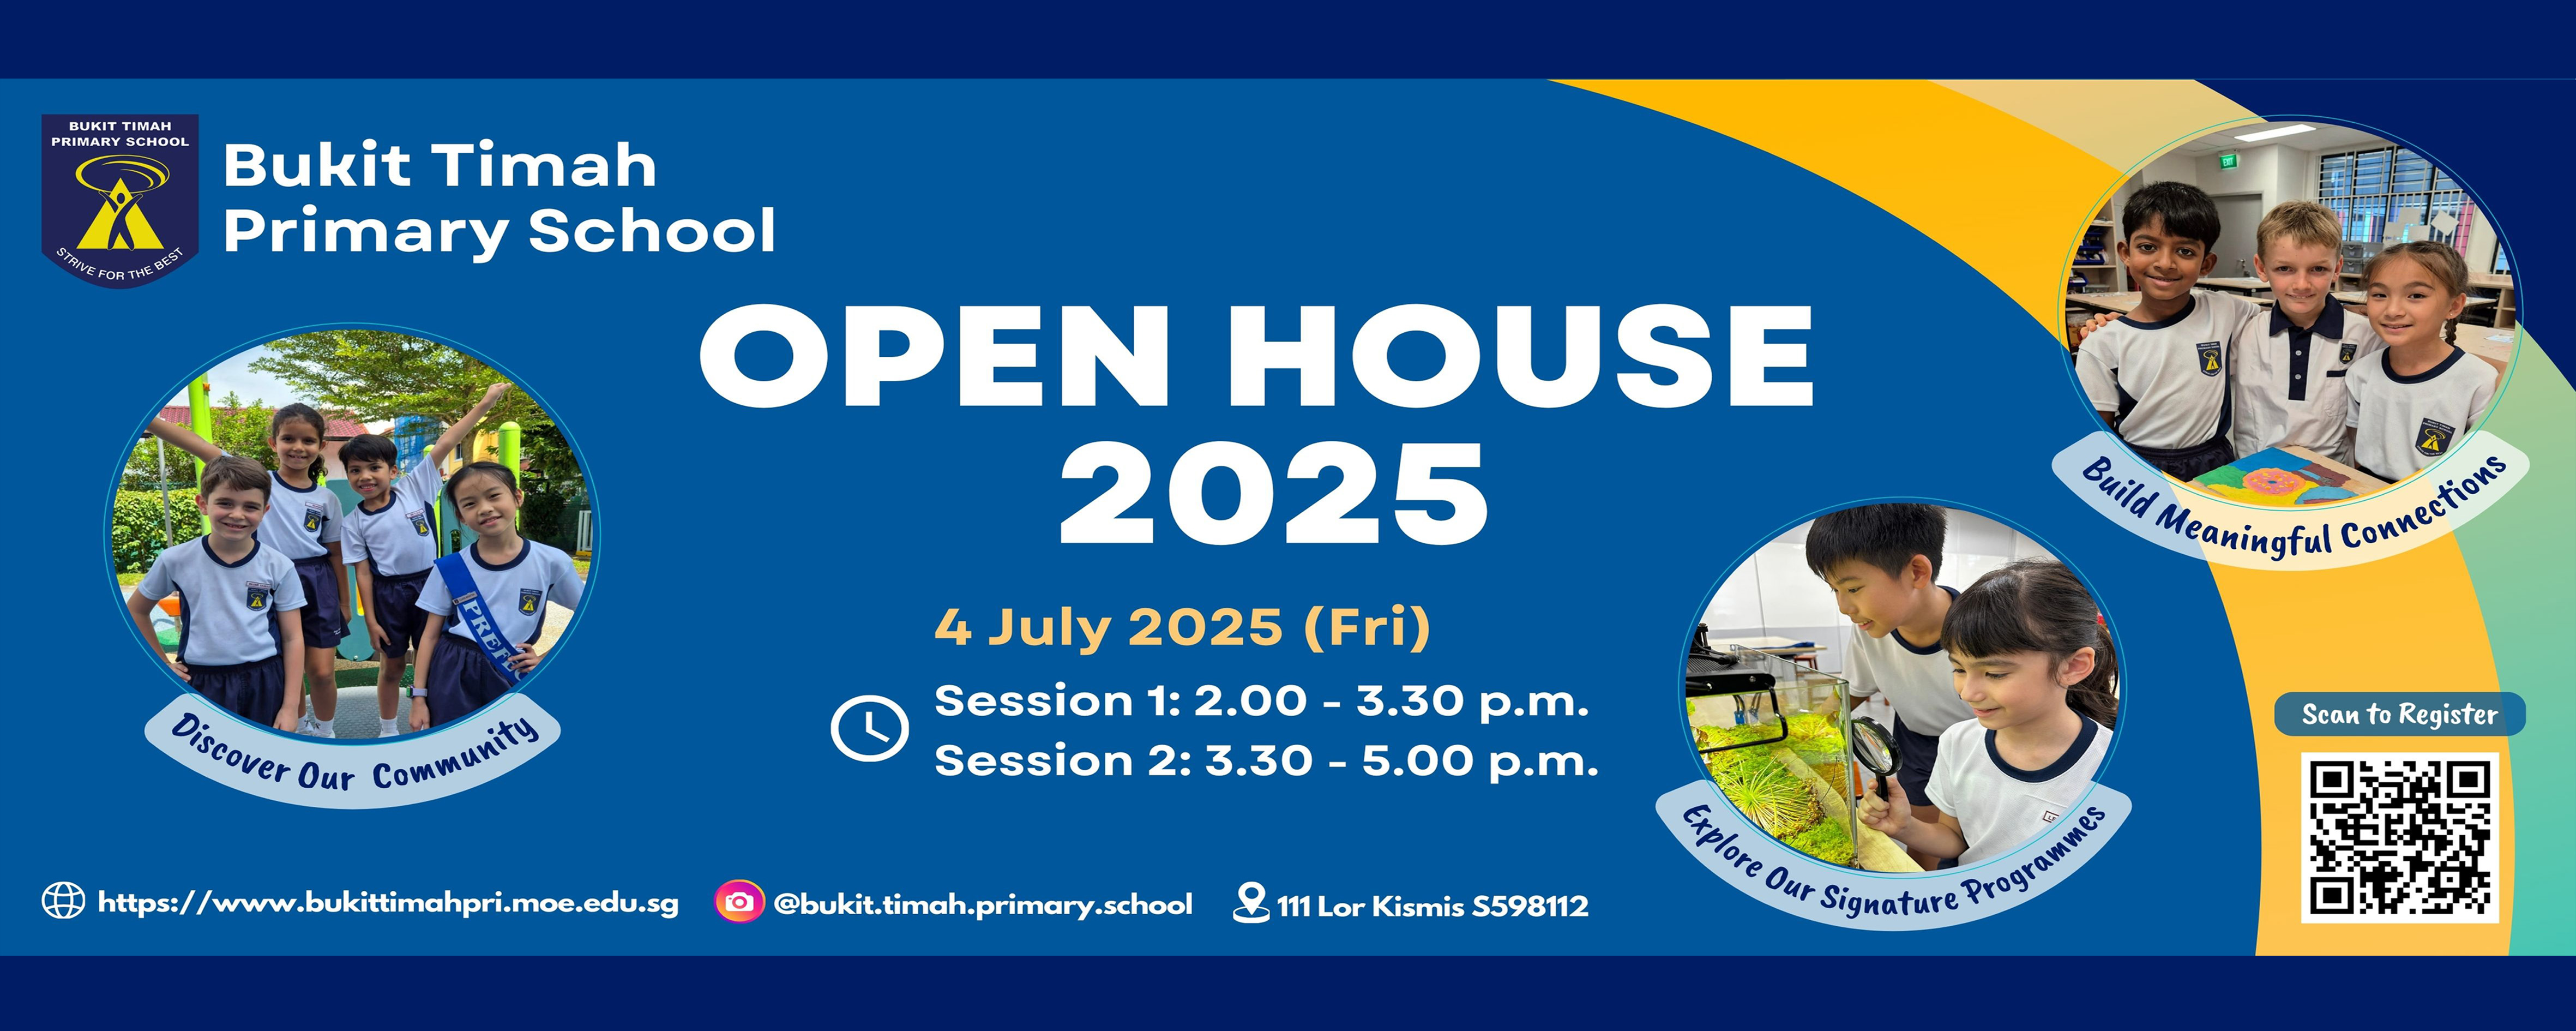 BUKIT TIMAH
PRIMARY SCHOOL
STRIVE FOR THE BEST
Bukit Timah
Primary School
OPEN HOUSE
2025
4 July 2025 (Fri)
Session 1: 2.00 - 3.30 p.m.
Session 2: 3.30 - 5.00 p.m.
Discover Our Community
Build Meaningful Connections
Explore Our Signature Programmes
EXIT
Scan to Register
https://www.bukittimahpri.moe.edu.sg
@bukit.timah.primary.school
111 Lor Kismis S598112